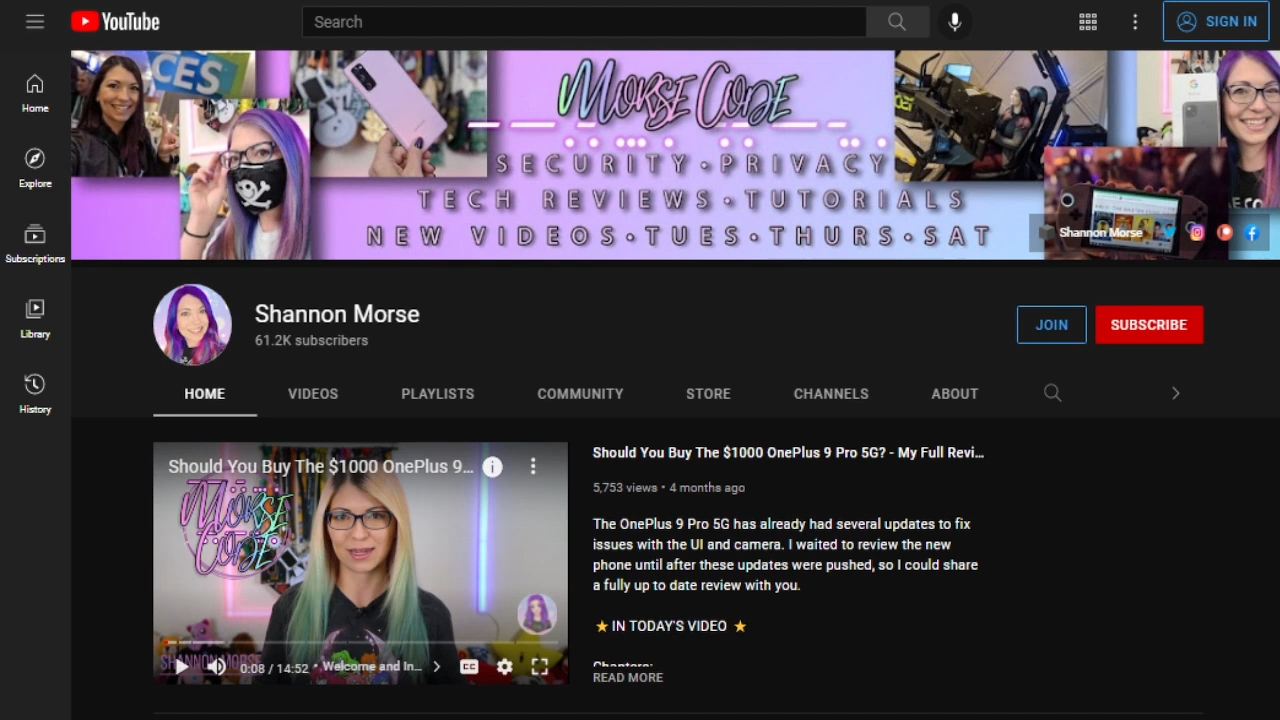 YouTube
Search
SIGN IN
Home
Explore
Subscriptions
Library
History
CES
MORSE CODE
SECURITY • PRIVACY
TECH REVIEWS • TUTORIALS
NEW VIDEOS • TUES • THURS • SAT
Shannon Morse
Shannon Morse
61.2K subscribers
JOIN
SUBSCRIBE
HOME
VIDEOS
PLAYLISTS
COMMUNITY
STORE
CHANNELS
ABOUT
Should You Buy The $1000 OnePlus 9...
MORSE CODE
SHANNON MORSE
0:08 / 14:52 • Welcome and In...
CC
Should You Buy The $1000 OnePlus 9 Pro 5G? - My Full Revi...
5,753 views • 4 months ago
The OnePlus 9 Pro 5G has already had several updates to fix
issues with the UI and camera. I waited to review the new
phone until after these updates were pushed, so I could share
a fully up to date review with you.
⭐ IN TODAY'S VIDEO ⭐
Chapters:
READ MORE